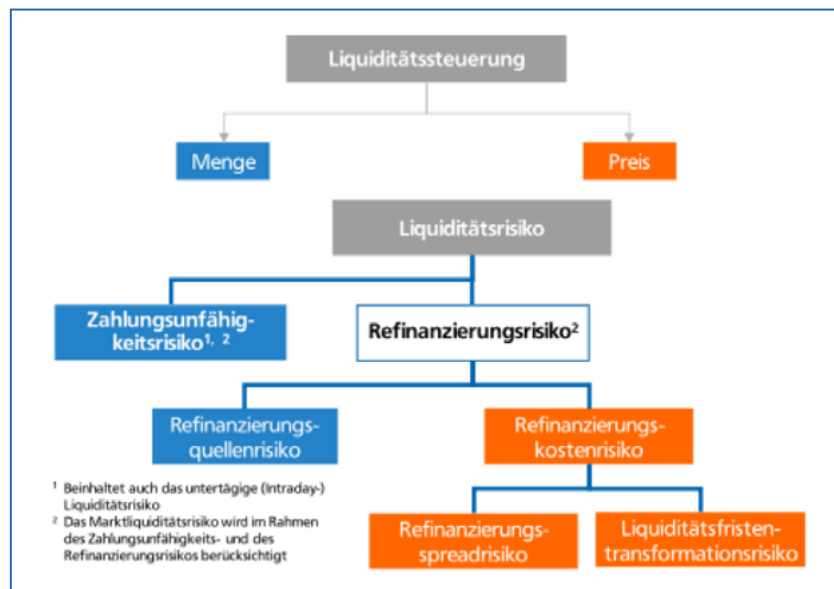 Liquiditätssteuerung
Menge
Preis
Liquiditätsrisiko
Zahlungsunfähig-
keitsrisiko¹, ²
Refinanzierungsrisiko²
Refinanzierungs-
quellenrisiko
Refinanzierungs-
kostenrisiko
¹ Beinhaltet auch das untertägige (Intraday-)
Liquiditätsrisiko
² Das Marktliquiditätsrisiko wird im Rahmen
des Zahlungsunfähigkeits- und des
Refinanzierungsrisikos berücksichtigt
Refinanzierungs-
spreadrisiko
Liquiditätsfristen-
transformationsrisiko